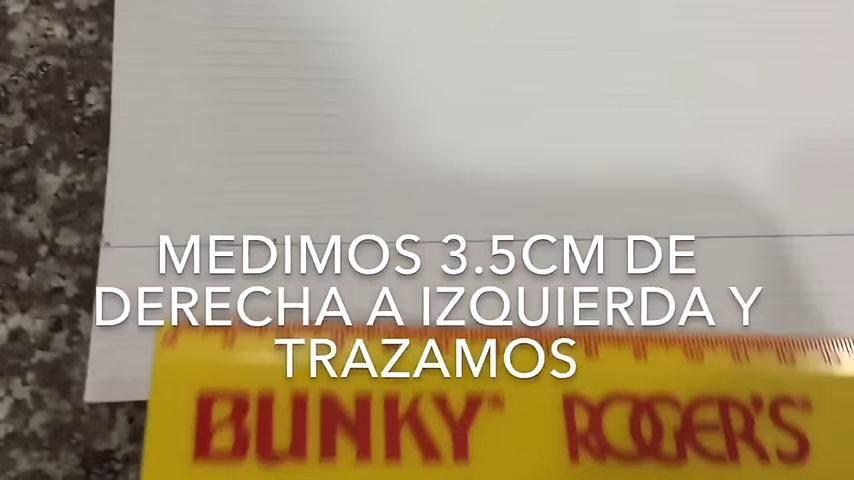 MEDIMOS 3.5CM DE
DERECHA A IZQUIERDA Y
TRAZAMOS
BUNKY ROGER'S